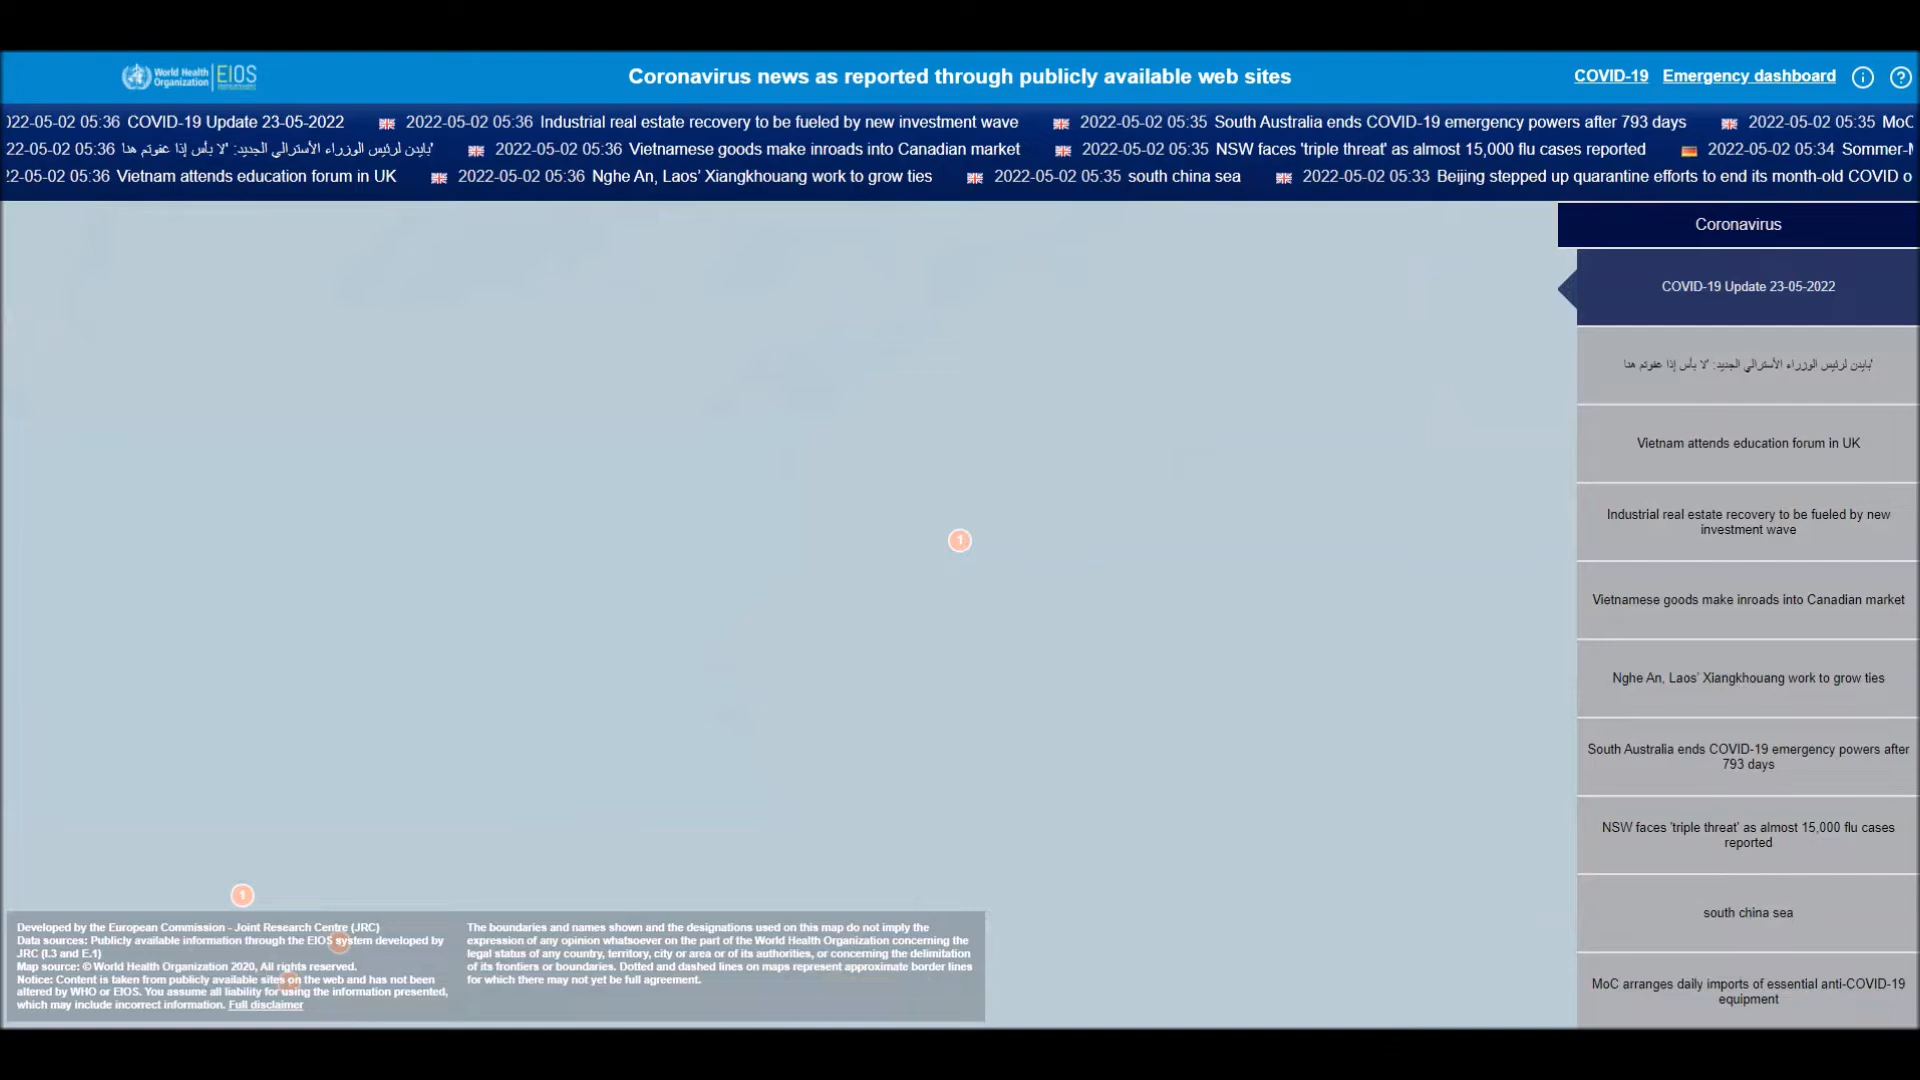 World Health Organization EIOS
Coronavirus news as reported through publicly available web sites
COVID-19 Emergency dashboard
022-05-02 05:36 COVID-19 Update 23-05-2022 2022-05-02 05:36 Industrial real estate recovery to be fueled by new investment wave 2022-05-02 05:35 South Australia ends COVID-19 emergency powers after 793 days 2022-05-02 05:35 MoC
22-05-02 05:36 'بايدن لرئيس الوزراء الأسترالي الجديد: "لا بأس إذا غفوتم هنا 2022-05-02 05:36 Vietnamese goods make inroads into Canadian market 2022-05-02 05:35 NSW faces 'triple threat' as almost 15,000 flu cases reported 2022-05-02 05:34 Sommer-
2-05-02 05:36 Vietnam attends education forum in UK 2022-05-02 05:36 Nghe An, Laos' Xiangkhouang work to grow ties 2022-05-02 05:35 south china sea 2022-05-02 05:33 Beijing stepped up quarantine efforts to end its month-old COVID o
Coronavirus
COVID-19 Update 23-05-2022
'بايدن لرئيس الوزراء الأسترالي الجديد: "لا بأس إذا غفوتم هنا
Vietnam attends education forum in UK
Industrial real estate recovery to be fueled by new
investment wave
Vietnamese goods make inroads into Canadian market
Nghe An, Laos' Xiangkhouang work to grow ties
South Australia ends COVID-19 emergency powers after
793 days
NSW faces 'triple threat' as almost 15,000 flu cases
reported
south china sea
MoC arranges daily imports of essential anti-COVID-19
equipment
1
1
Developed by the European Commission - Joint Research Centre (JRC)
Data sources: Publicly available information through the EIOS system developed by
JRC (I.3 and E.1)
Map source: © World Health Organization 2020, All rights reserved.
Notice: Content is taken from publicly available sites on the web and has not been
altered by WHO or EIOS. You assume all liability for using the information presented,
which may include incorrect information. Full disclaimer
The boundaries and names shown and the designations used on this map do not imply the
expression of any opinion whatsoever on the part of the World Health Organization concerning the
legal status of any country, territory, city or area or of its authorities, or concerning the delimitation
of its frontiers or boundaries. Dotted and dashed lines on maps represent approximate border lines
for which there may not yet be full agreement.